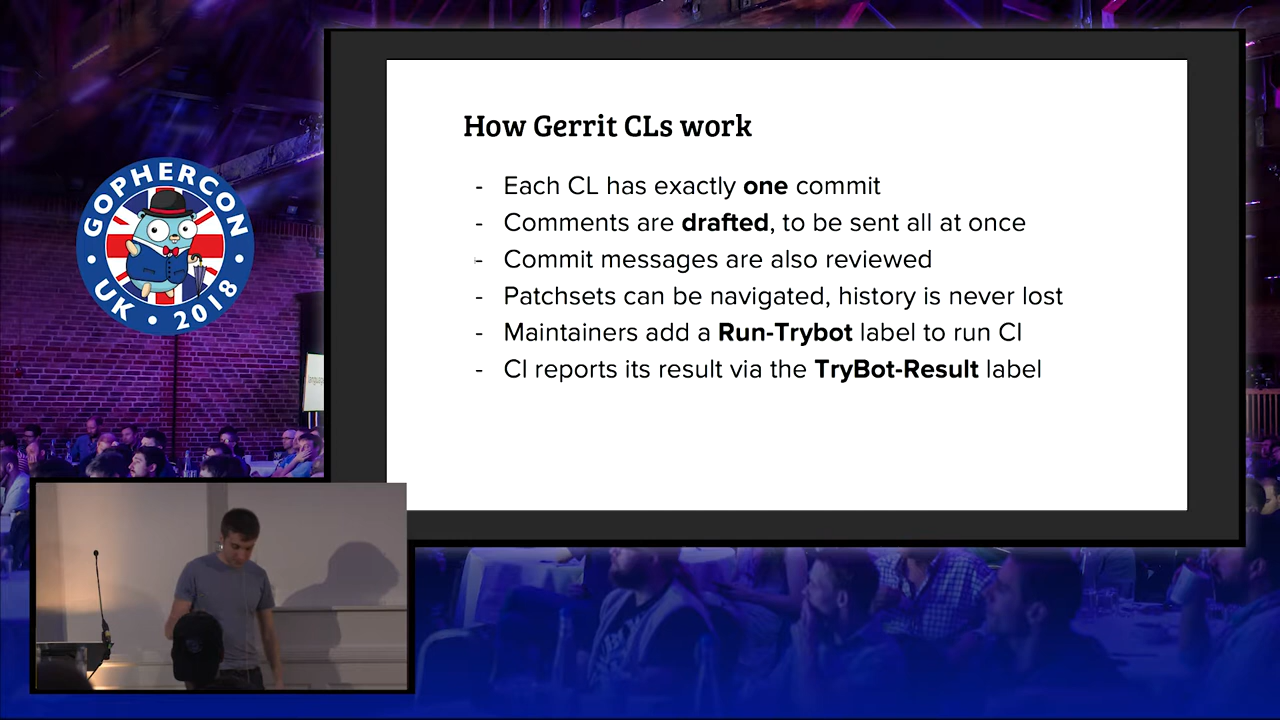 GOPHERCON
UK • 2018
How Gerrit CLs work
- Each CL has exactly one commit
- Comments are drafted, to be sent all at once
- Commit messages are also reviewed
- Patchsets can be navigated, history is never lost
- Maintainers add a Run-Trybot label to run CI
- CI reports its result via the TryBot-Result label